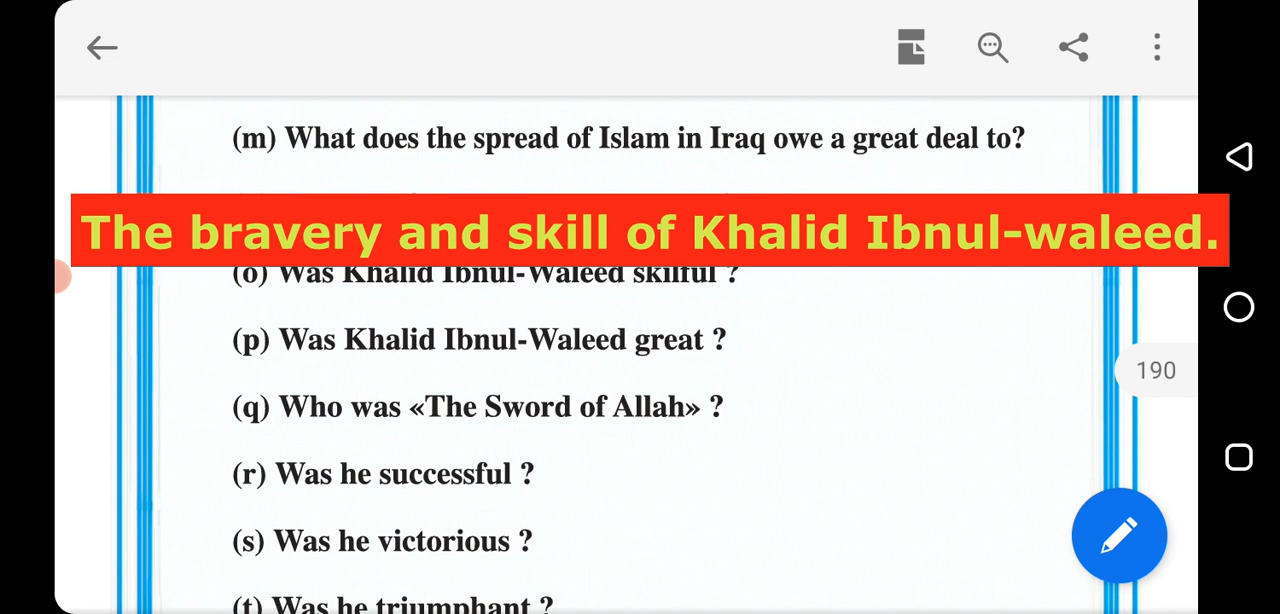 (m) What does the spread of Islam in Iraq owe a great deal to?
The bravery and skill of Khalid Ibnul-waleed.
(o) Was Khalid Ibnul-Waleed skilful ?
(p) Was Khalid Ibnul-Waleed great ?
190
(q) Who was «The Sword of Allah» ?
(r) Was he successful ?
(s) Was he victorious ?
(t) Was he triumphant ?